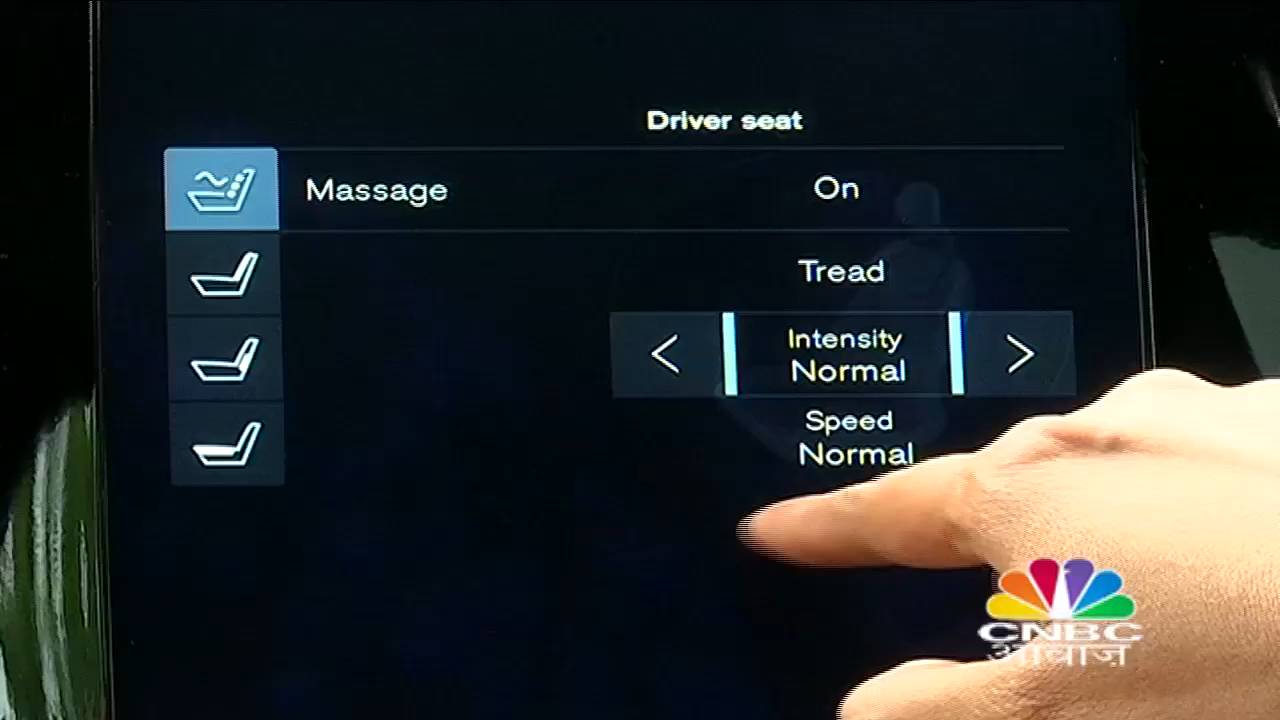 Driver seat
Massage On
Tread
Intensity
Normal
Speed
Normal
CNBC
आवाज़